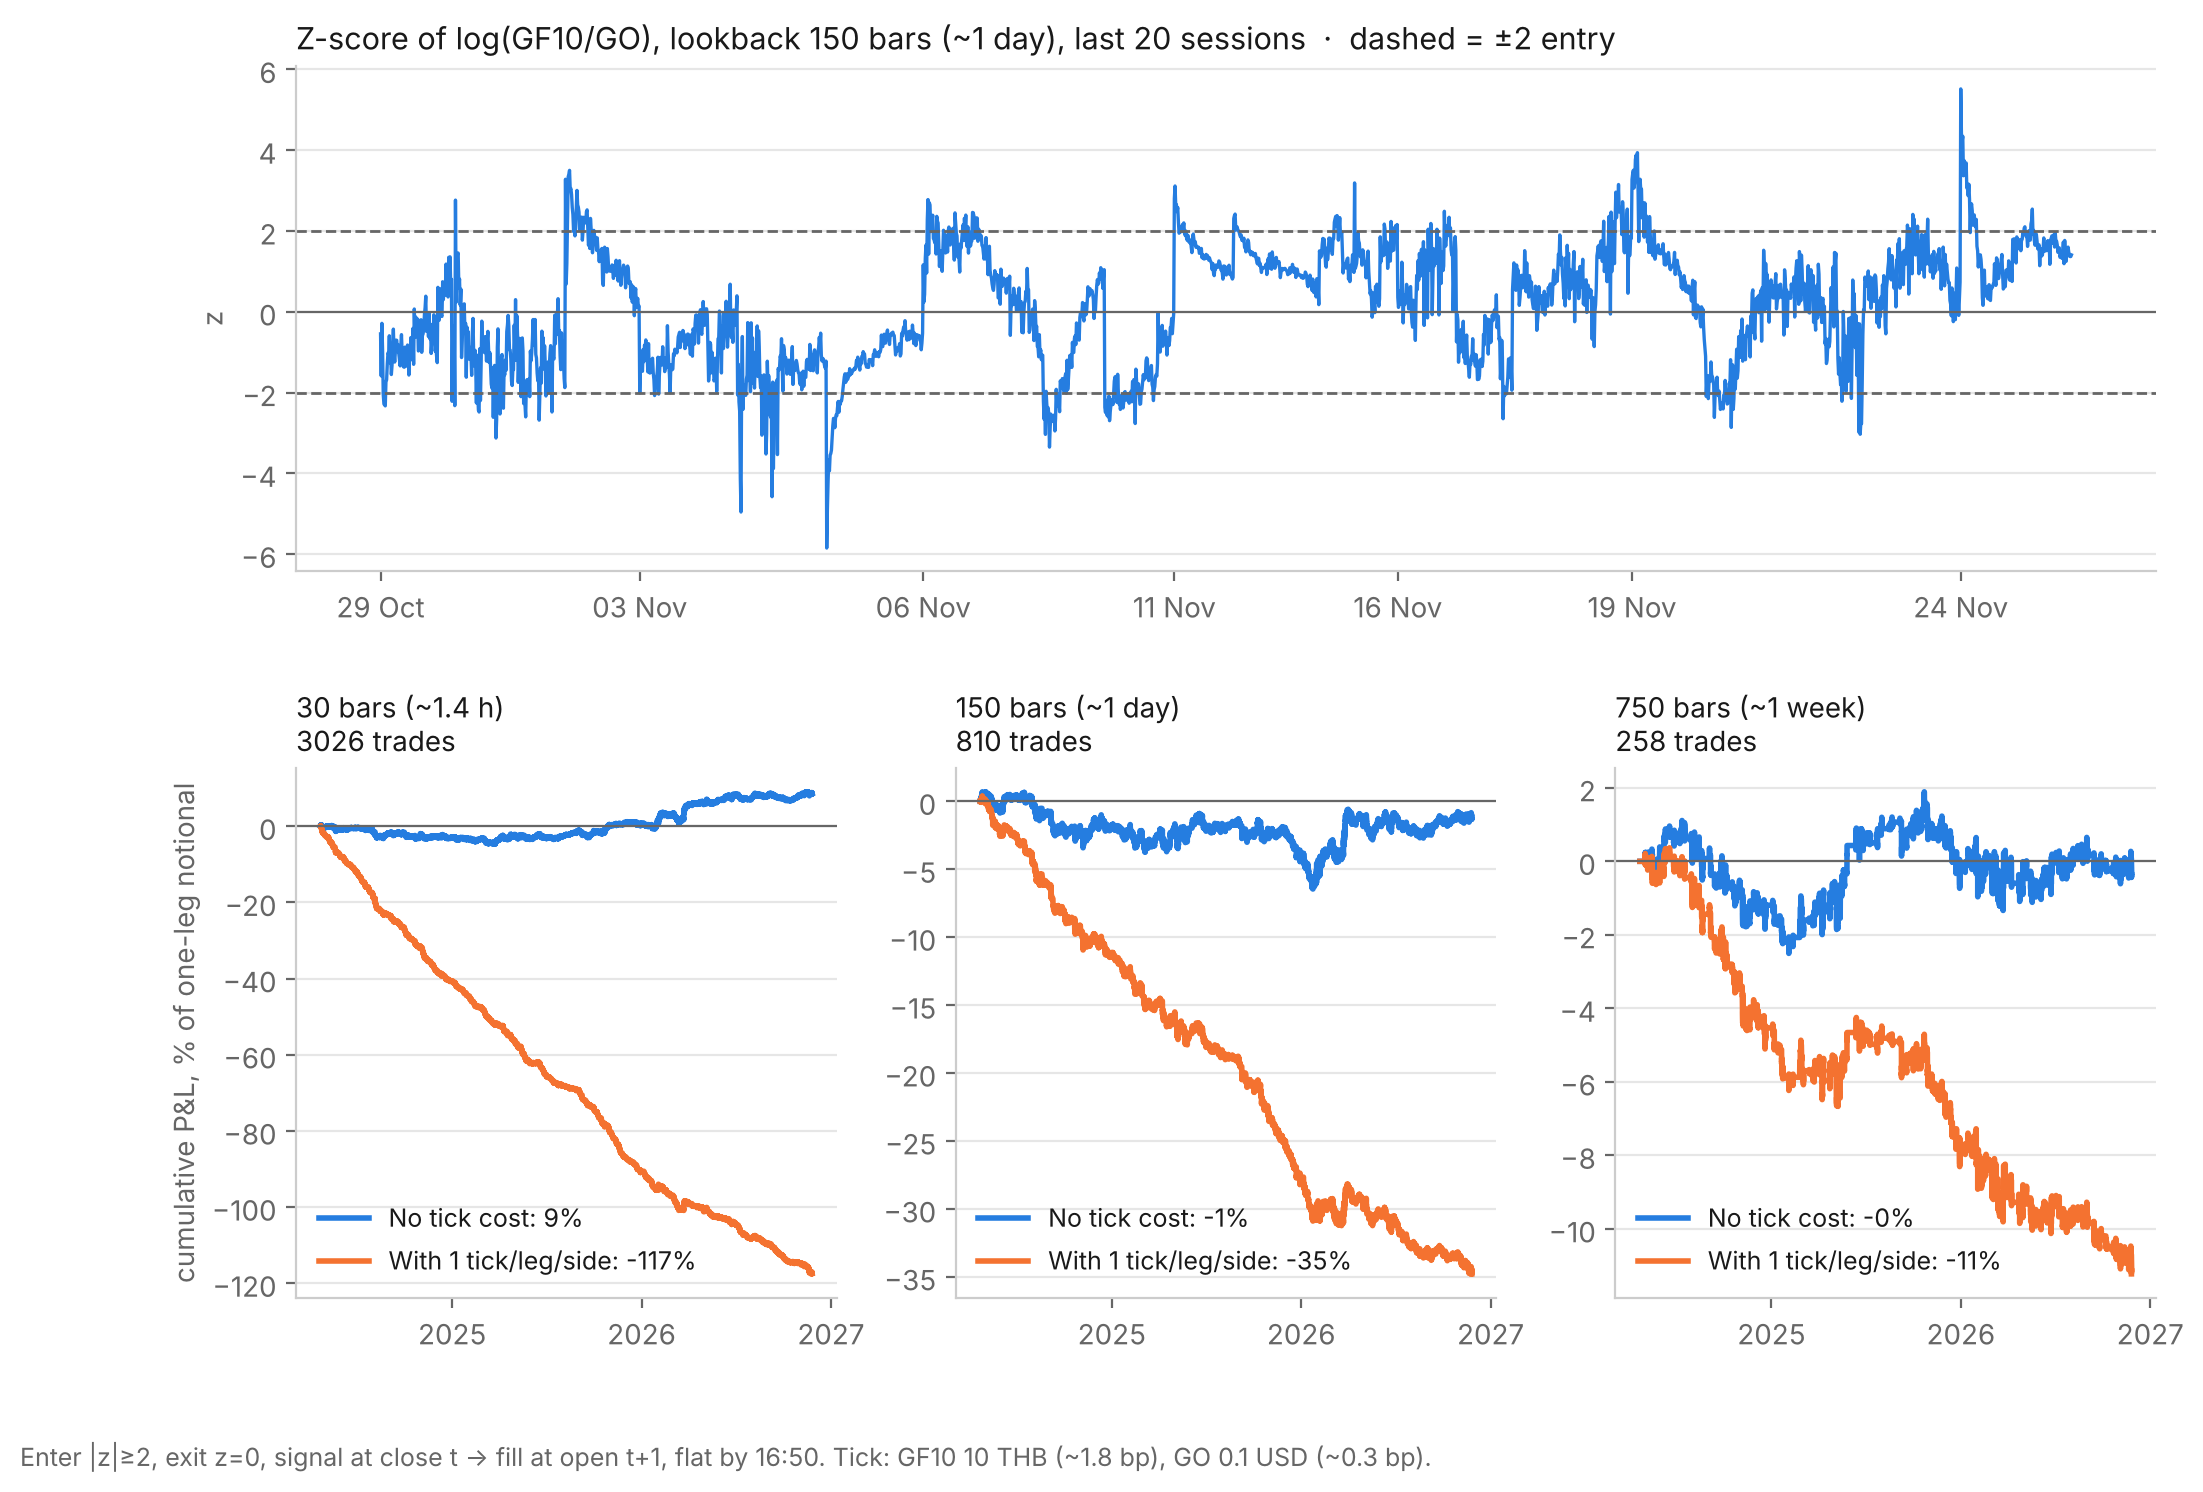 Z-score of log(GF10/GO), lookback 150 bars (~1 day), last 20 sessions · dashed = ±2 entry
6
4
2
0
−2
−4
−6
z
29 Oct
03 Nov
06 Nov
11 Nov
16 Nov
19 Nov
24 Nov
30 bars (~1.4 h)
3026 trades
cumulative P&L, % of one-leg notional
0
−20
−40
−60
−80
−100
−120
No tick cost: 9%
With 1 tick/leg/side: -117%
2025
2026
2027
150 bars (~1 day)
810 trades
0
−5
−10
−15
−20
−25
−30
−35
No tick cost: -1%
With 1 tick/leg/side: -35%
2025
2026
2027
750 bars (~1 week)
258 trades
2
0
−2
−4
−6
−8
−10
No tick cost: -0%
With 1 tick/leg/side: -11%
2025
2026
2027
Enter |z|≥2, exit z=0, signal at close t → fill at open t+1, flat by 16:50. Tick: GF10 10 THB (~1.8 bp), GO 0.1 USD (~0.3 bp).